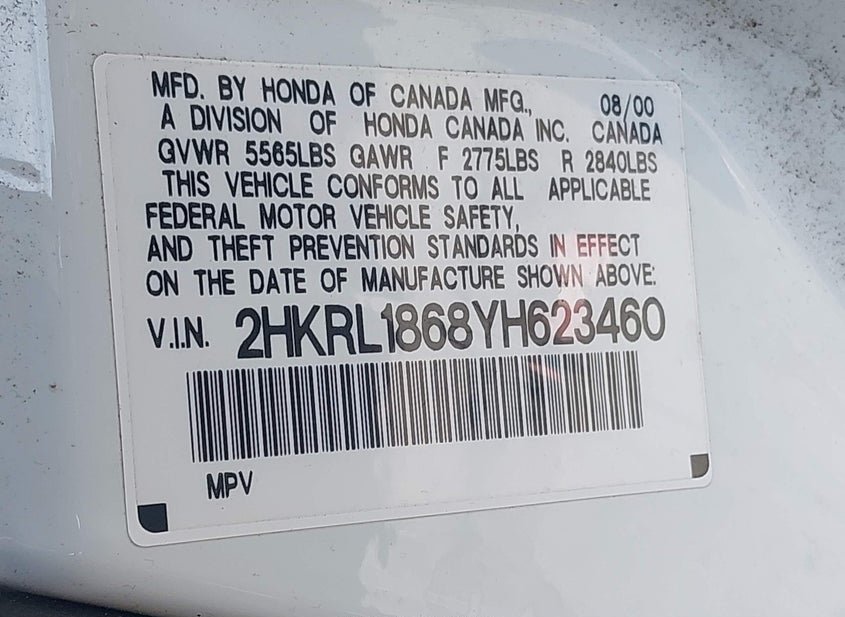 MFD. BY HONDA OF CANADA MFG., 08/00
A DIVISION OF HONDA CANADA INC. CANADA
GVWR 5565LBS GAWR F 2775LBS R 2840LBS
THIS VEHICLE CONFORMS TO ALL APPLICABLE
FEDERAL MOTOR VEHICLE SAFETY,
AND THEFT PREVENTION STANDARDS IN EFFECT
ON THE DATE OF MANUFACTURE SHOWN ABOVE:
V.I.N. 2HKRL1868YH623460
MPV